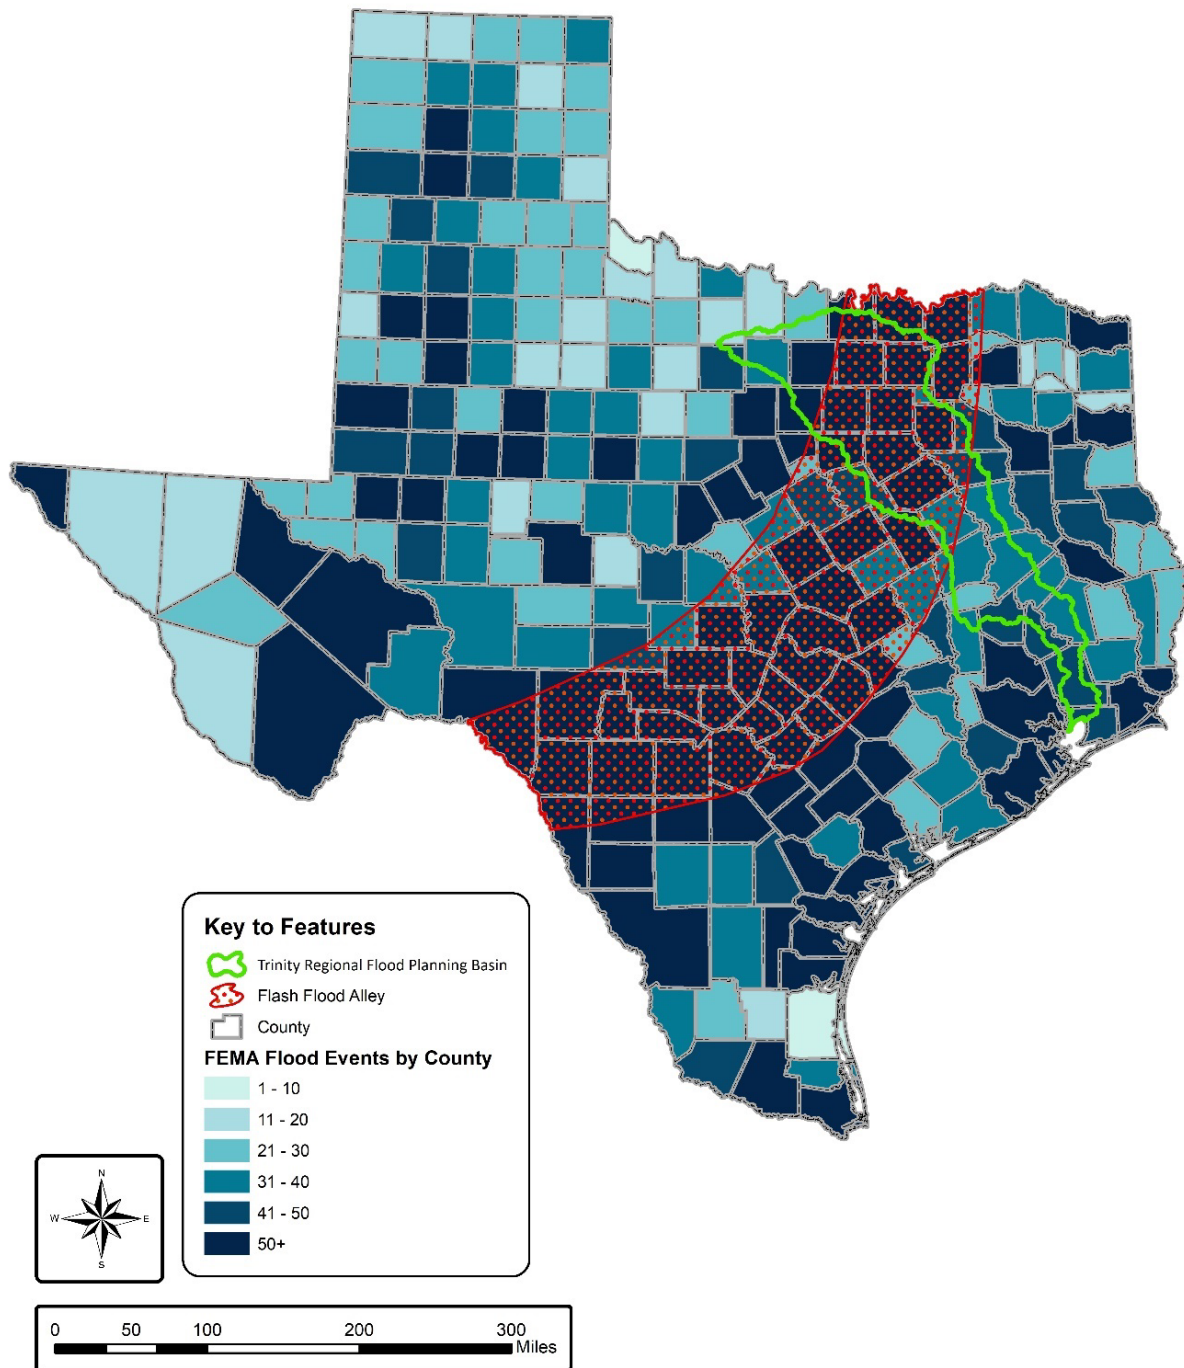 Key to Features
Trinity Regional Flood Planning Basin
Flash Flood Alley
County
FEMA Flood Events by County
1 - 10
11 - 20
21 - 30
31 - 40
41 - 50
50+
N
W E
S
0 50 100 200 300
Miles